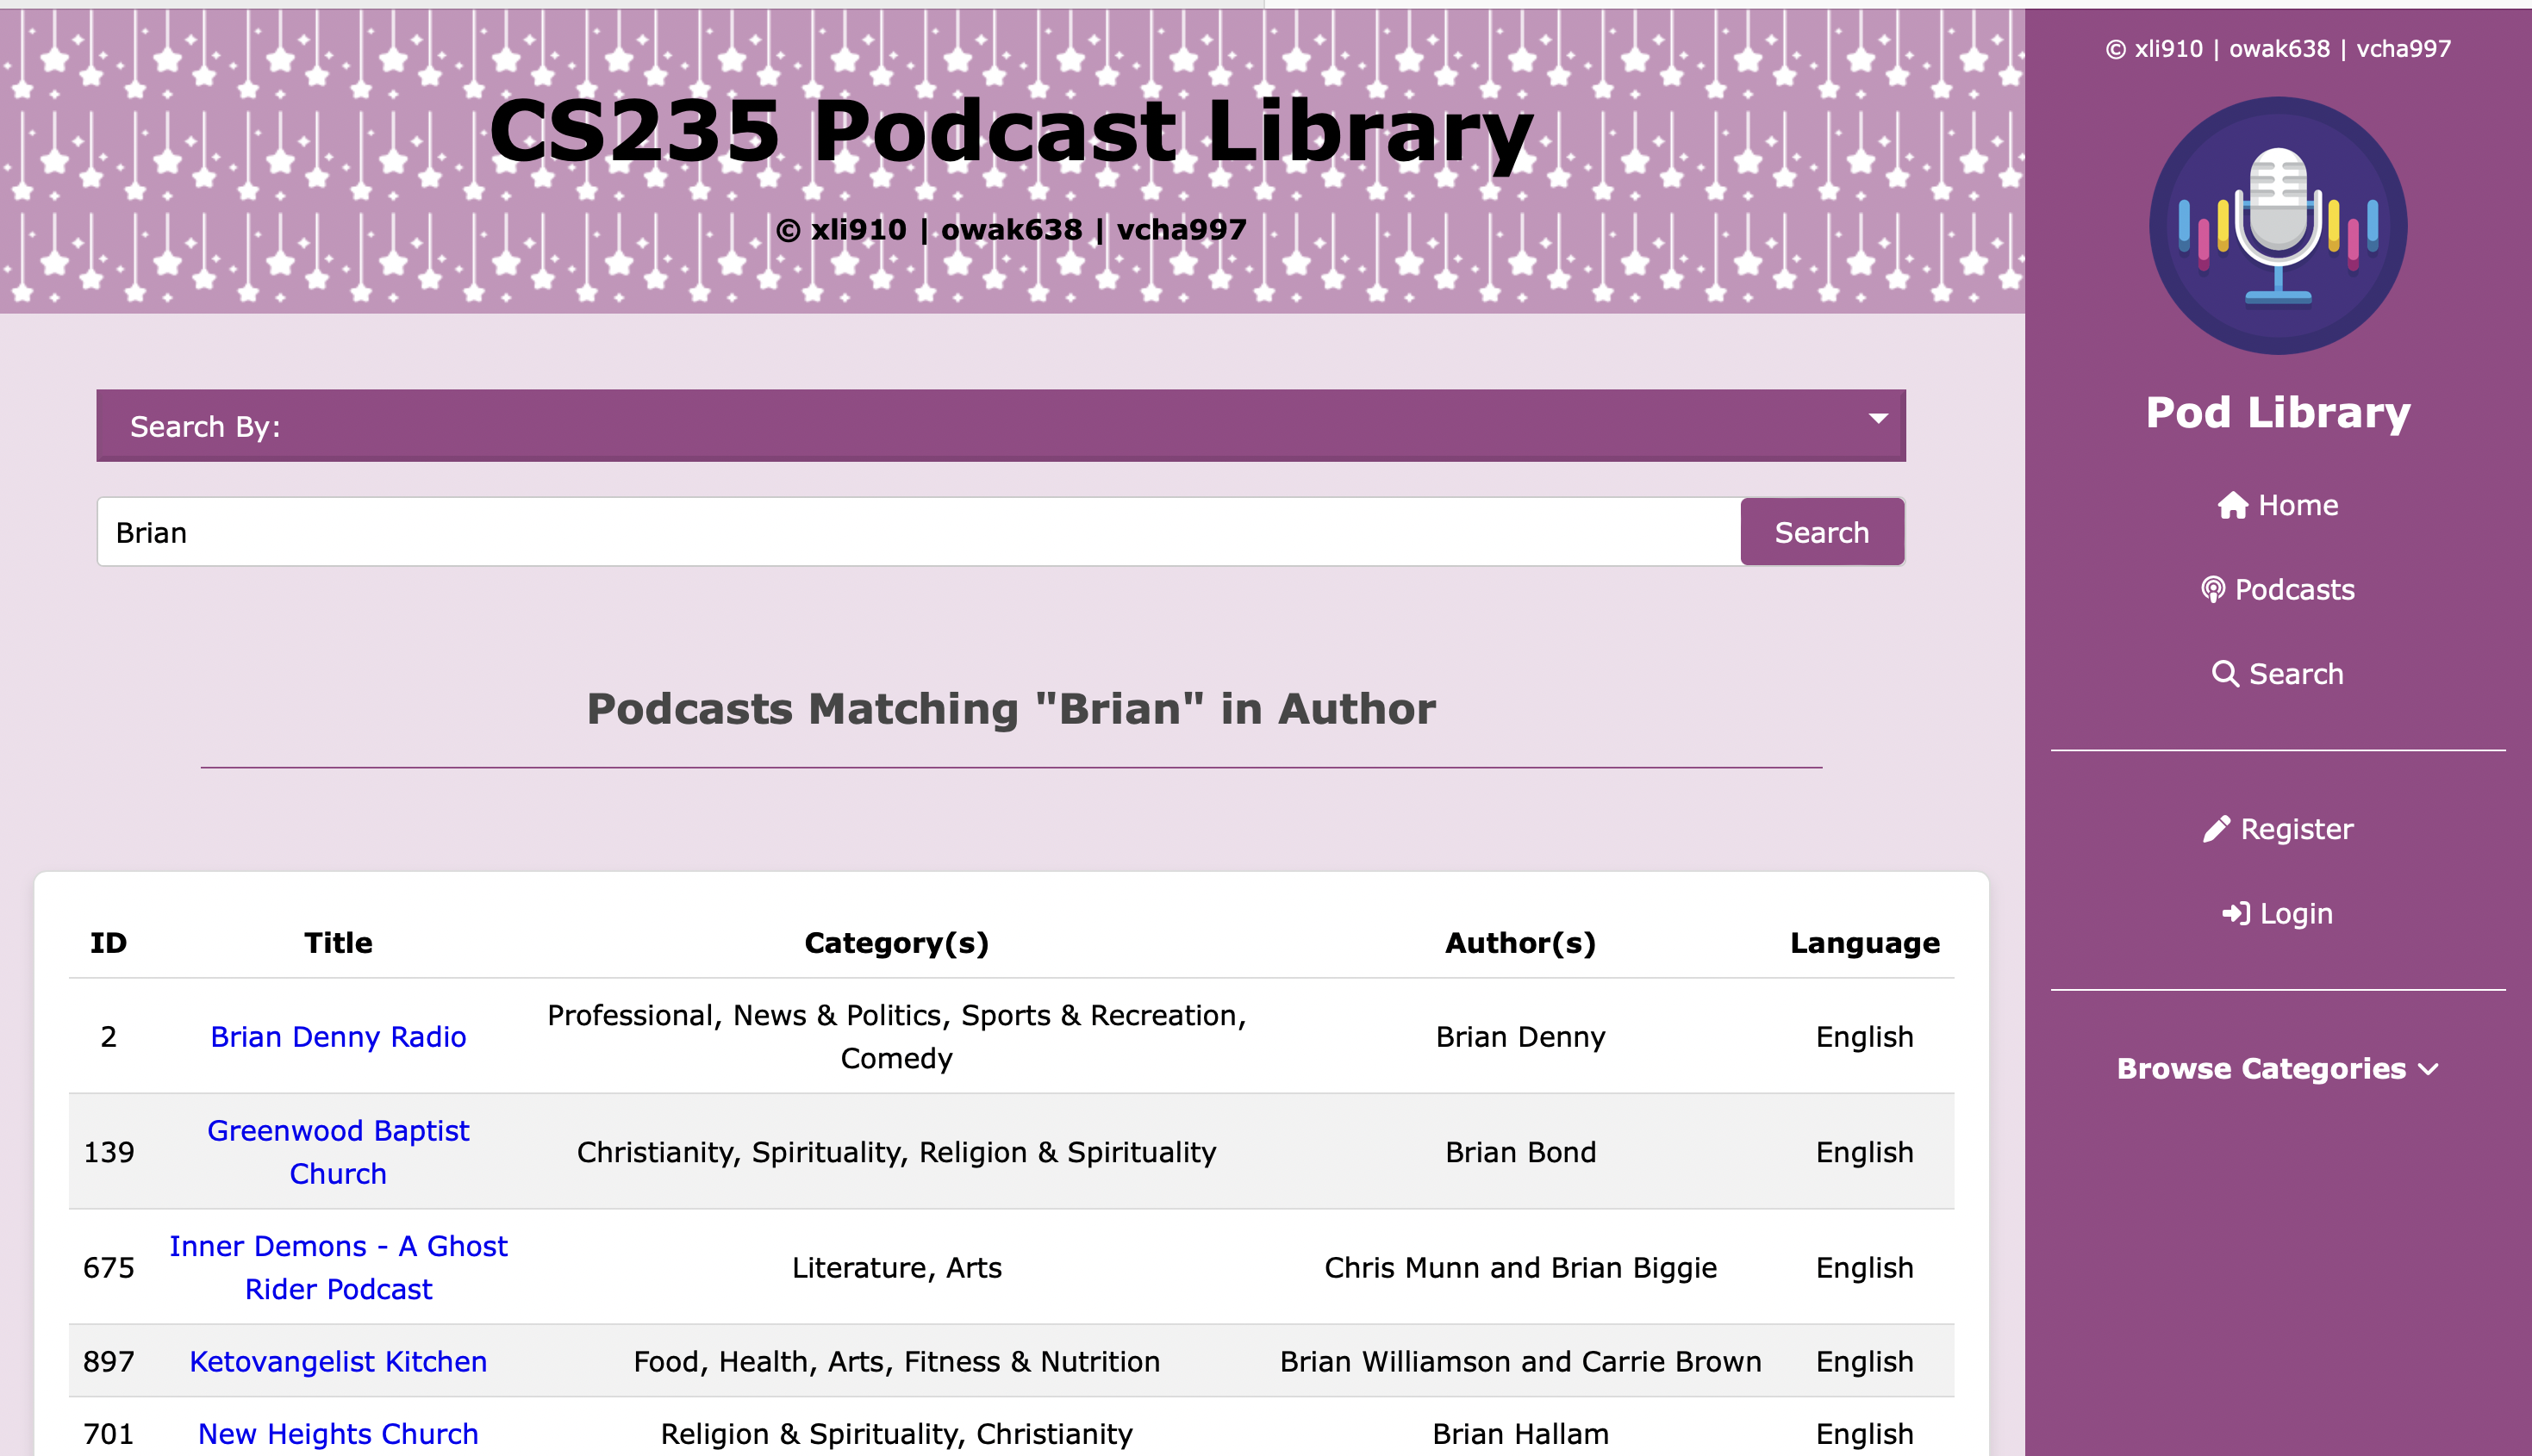 CS235 Podcast Library
© xli910 | owak638 | vcha997
Search By:
Brian
Search
Podcasts Matching "Brian" in Author
ID Title Category(s) Author(s) Language
2 Brian Denny Radio Professional, News & Politics, Sports & Recreation, Comedy Brian Denny English
139 Greenwood Baptist Church Christianity, Spirituality, Religion & Spirituality Brian Bond English
675 Inner Demons - A Ghost Rider Podcast Literature, Arts Chris Munn and Brian Biggie English
897 Ketovangelist Kitchen Food, Health, Arts, Fitness & Nutrition Brian Williamson and Carrie Brown English
701 New Heights Church Religion & Spirituality, Christianity Brian Hallam English
© xli910 | owak638 | vcha997
Pod Library
Home
Podcasts
Search
Register
Login
Browse Categories